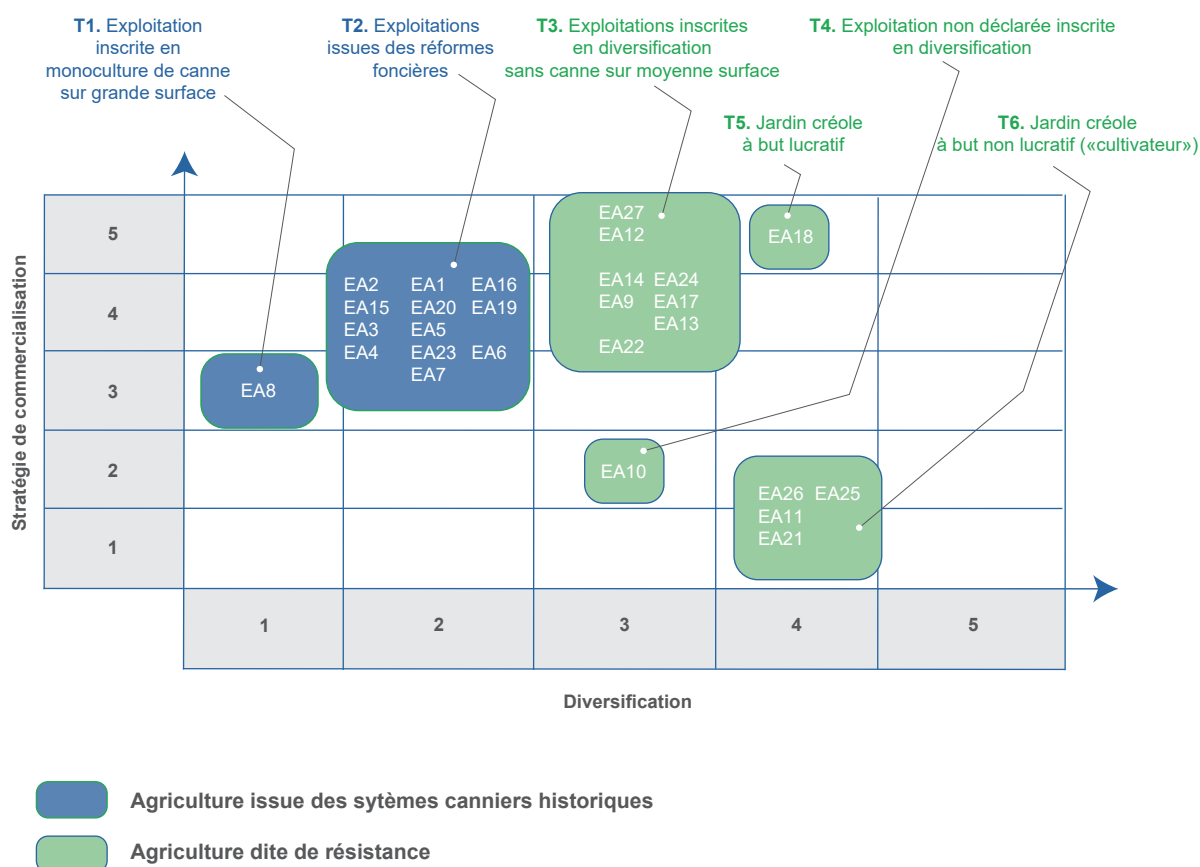 T1. Exploitation
inscrite en
monoculture de canne
sur grande surface
T2. Exploitations
issues des réformes
foncières
T3. Exploitations inscrites
en diversification
sans canne sur moyenne surface
T4. Exploitation non déclarée inscrite
en diversification
T5. Jardin créole
à but lucratif
T6. Jardin créole
à but non lucratif («cultivateur»)
Stratégie de commercialisation
5
4
3
2
1
EA8
EA2 EA1 EA16
EA15 EA20 EA19
EA3 EA5
EA4 EA23 EA6
EA7
EA27
EA12
EA14 EA24
EA9 EA17
EA13
EA22
EA18
EA10
EA26 EA25
EA11
EA21
1 2 3 4 5
Diversification
Agriculture issue des sytèmes canniers historiques
Agriculture dite de résistance